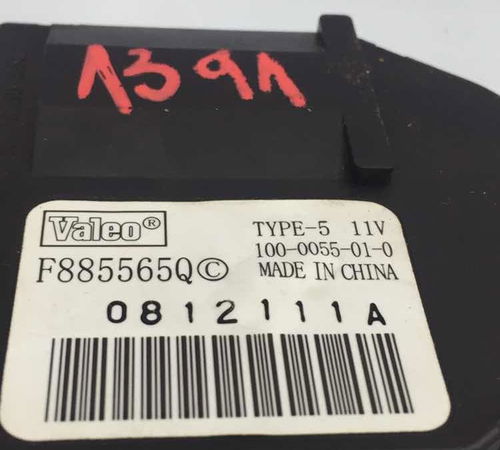 1391
Valeo®
TYPE-5 11V
100-0055-01-0
F885565Q©
MADE IN CHINA
0812111A